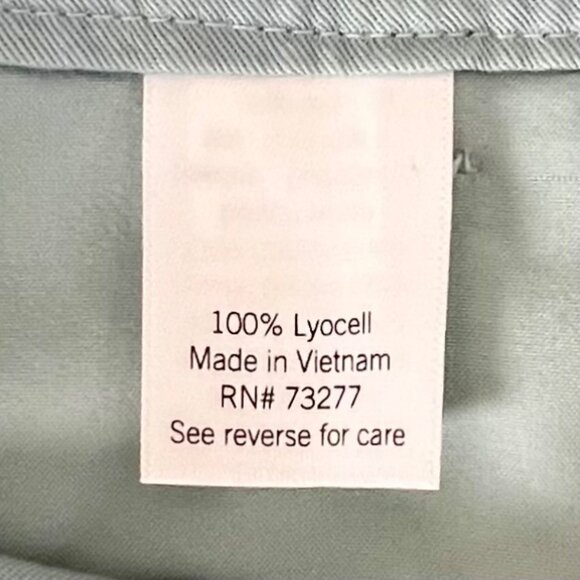 100% Lyocell
Made in Vietnam
RN# 73277
See reverse for care